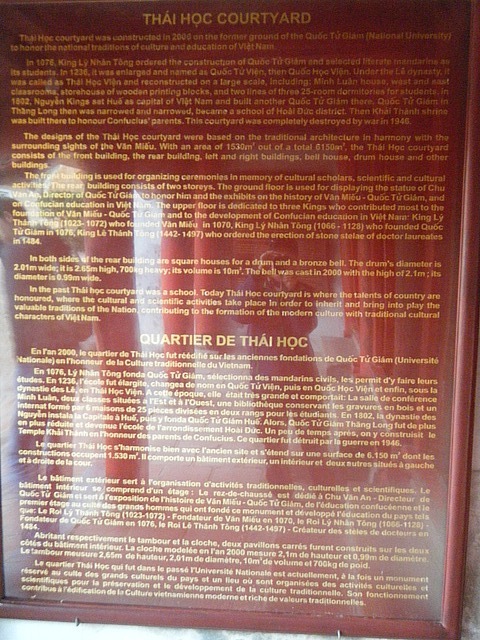 THÁI HỌC COURTYARD
Thái Học courtyard was constructed in 2000 on the former ground of the Quốc Tử Giám (National University)
to honor the national traditions of culture and education of Việt Nam.
In 1076, King Lý Nhân Tông ordered the construction of Quốc Tử Giám and selected literate mandarins as
its students. In 1236, it was enlarged and named as Quốc Tử Viện, then Quốc Học Viện. Under the Lê dynasty, it
was called as Thái Học Viện and reconstructed on a large scale, including: Minh Luân house, west and east
classrooms, storehouse of wooden printing blocks, and two lines of three 25-room dormitories for students. In
1802, Nguyễn Kings set Huế as capital of Việt Nam and built another Quốc Tử Giám there, Quốc Tử Giám in
Thăng Long then was narrowed and narrowed, became a school of Hoài Đức district. Then Khải Thánh shrine
was built there to honour Confucius' parents. This courtyard was completely destroyed by war in 1946.
The designs of the Thái Học courtyard were based on the traditional architecture in harmony with the
surrounding sights of the Văn Miếu. With an area of 1530m² out of a total 6150m², the Thái Học courtyard
consists of the front building, the rear building, left and right buildings, bell house, drum house and other
buildings.
The front building is used for organizing ceremonies in memory of cultural scholars, scientific and cultural
activities. The rear building consists of two storeys. The ground floor is used for displaying the statue of Chu
Văn An, Director of Quốc Tử Giám to honor him and the exhibits on the history of Văn Miếu - Quốc Tử Giám, and
on Confucian education in Việt Nam. The upper floor is dedicated to three Kings who contributed most to the
foundation of Văn Miếu - Quốc Tử Giám and to the development of Confucian education in Việt Nam: King Lý
Thánh Tông (1023- 1072) who founded Văn Miếu in 1070, King Lý Nhân Tông (1066 - 1128) who founded Quốc
Tử Giám in 1076, King Lê Thánh Tông (1442- 1497) who ordered the erection of stone stelae of doctor laureates
in 1484.
In both sides of the rear building are square houses for a drum and a bronze bell. The drum's diameter is
2.01m wide; it is 2.65m high, 700kg heavy; its volume is 10m³. The bell was cast in 2000 with the high of 2.1m ; its
diameter is 0.99m wide.
In the past Thái học courtyard was a school. Today Thái Học courtyard is where the talents of country are
honoured, where the cultural and scientific activities take place in order to inherit and bring into play the
valuable traditions of the Nation, contributing to the formation of the modern culture with traditional cultural
characters of Việt Nam.
QUARTIER DE THÁI HỌC
En l'an 2000, le quartier de Thái Học fut réédifié sur les anciennes fondations de Quốc Tử Giám (Université
Nationale) en l'honneur de la Culture traditionnelle du Vietnam.
En 1076, Lý Nhân Tông fonda Quốc Tử Giám, sélectionna des mandarins civils, les permit d'y faire leurs
études. En 1236, l'école fut élargite, changea de nom en Quốc Tử Viện, puis en Quốc Học Viện et enfin, sous la
dynastie des Lê, en Thái Học Viện. A cette époque, elle était très grande et comportait: La salle de conférence
Minh Luân, deux classes situées à l'Est et à l'Ouest, une bibliothèque conservant les gravures en bois et un
internat formé par 6 maisons de 25 pièces divisées en deux rangs pour les étudiants. En 1802, la dynastie des
Nguyễn instala la Capitale à Huế, puis y fonda Quốc Tử Giám Huế. Alors, Quốc Tử Giám Thăng Long fut de plus
en plus réduite et devenue l'école de l'arrondissement Hoài Đức. Un peu de temps après, on y construisit le
Temple Khải Thánh en l'honneur des parents de Confucius. Ce quartier fut détruit par la guerre en 1946.
Le quartier Thái Học s'harmonise bien avec l'ancien site et s'étend sur une surface de 6.150 m² dont les
constructions occupent 1.530 m². Il comporte un bâtiment extérieur, un intérieur et deux autres situés à gauche
et à droite de la cour.
Le bâtiment extérieur sert à l'organisation d'activités traditionnelles, culturelles et scientifiques. Le
bâtiment intérieur se comprend d'un étage : Le rez-de-chaussé est dédié à Chu Văn An - Directeur de
Quốc Tử Giám et sert à l'exposition de l'histoire de Văn Miếu - Quốc Tử Giám, de l'éducation confucéenne et le
premier étage au culte des grands hommes qui ont fondé ce monument et développé l'éducation du pays tels
que: Le Roi Lý Thánh Tông (1023-1072) - Fondateur de Văn Miếu en 1070, le Roi Lý Nhân Tông (1066-1128) -
Fondateur de Quốc Tử Giám en 1076, le Roi Lê Thánh Tông (1442-1497) - Créateur des stèles de docteurs en
1484.
Abritant respectivement le tambour et la cloche, deux pavillons carrés furent construits sur les deux
côtés du bâtiment intérieur. La cloche modelée en l'an 2000 mesure 2,1m de hauteur et 0,99m de diamètre.
Le tambour mesure 2,65m de hauteur, 2,01m de diamètre, 10m³de volume et 700kg de poid.
Le quartier Thái Học qui fut dans le passé l'Université Nationale est actuellement, à la fois un monument
réservé au culte des grands culturels du pays et un lieu où sont organisées des activités culturelles et
scientifiques pour la préservation et le développement de la culture traditionnelle. Son fonctionnement
contribue à l'édification de la Culture vietnamienne moderne et riche de valeurs traditionnelles.